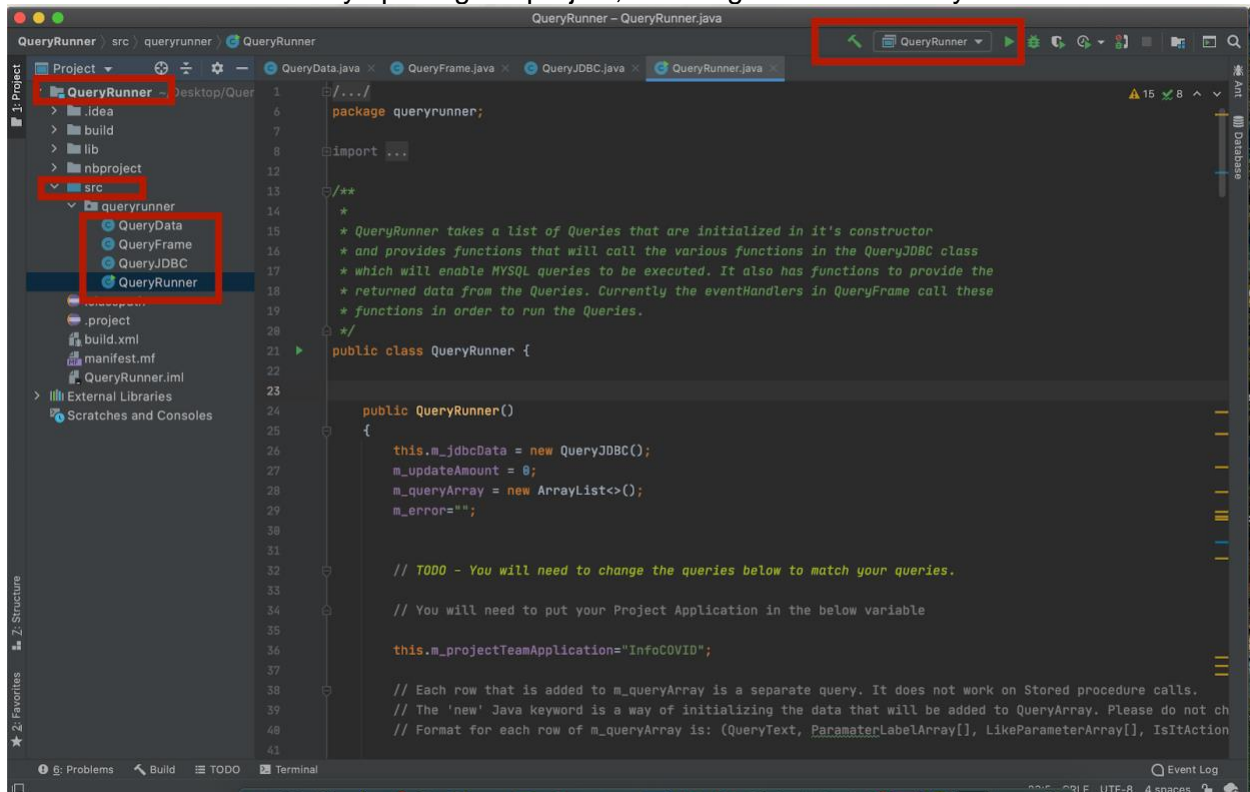 QueryRunner – QueryRunner.java
QueryRunner src queryrunner QueryRunner
QueryRunner
Project
QueryData.java
QueryFrame.java
QueryJDBC.java
QueryRunner.java
1: Project
QueryRunner ~/Desktop/Quer
.idea
build
lib
nbproject
src
queryrunner
QueryData
QueryFrame
QueryJDBC
QueryRunner
.project
build.xml
manifest.mf
QueryRunner.iml
External Libraries
Scratches and Consoles
Z: Structure
2: Favorites
1 /.../
6 package queryrunner;
7
8 import ...
12
13 /**
14 *
15 * QueryRunner takes a list of Queries that are initialized in it's constructor
16 * and provides functions that will call the various functions in the QueryJDBC class
17 * which will enable MYSQL queries to be executed. It also has functions to provide the
18 * returned data from the Queries. Currently the eventHandlers in QueryFrame call these
19 * functions in order to run the Queries.
20 */
21 public class QueryRunner {
22
23
24 public QueryRunner()
25 {
26 this.m_jdbcData = new QueryJDBC();
27 m_updateAmount = 0;
28 m_queryArray = new ArrayList<>();
29 m_error="";
30
31
32 // TODO - You will need to change the queries below to match your queries.
33
34 // You will need to put your Project Application in the below variable
35
36 this.m_projectTeamApplication="InfoCOVID";
37
38 // Each row that is added to m_queryArray is a separate query. It does not work on Stored procedure calls.
39 // The 'new' Java keyword is a way of initializing the data that will be added to QueryArray. Please do not ch
40 // Format for each row of m_queryArray is: (QueryText, ParamaterLabelArray[], LikeParameterArray[], IsItAction
41
15 8
Ant
Database
6: Problems
Build
TODO
Terminal
Event Log
CRLF UTF-8 4 spaces